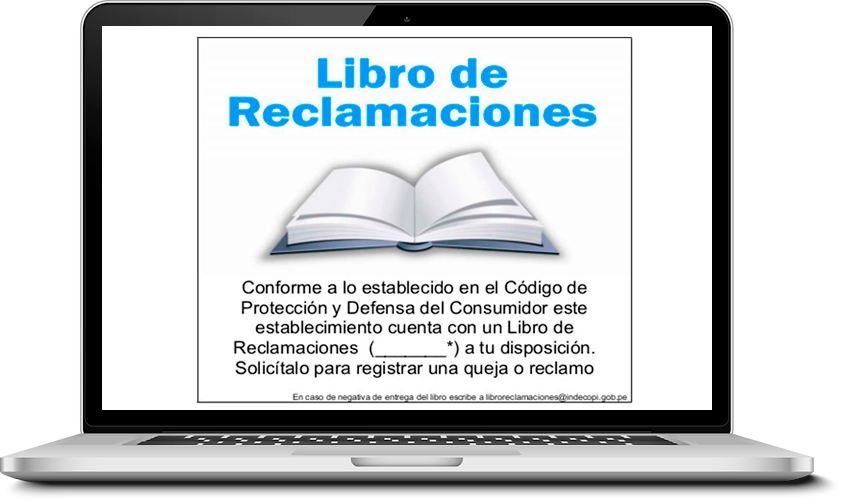 Libro de
Reclamaciones
Conforme a lo establecido en el Código de
Protección y Defensa del Consumidor este
establecimiento cuenta con un Libro de
Reclamaciones (_______*) a tu disposición.
Solicítalo para registrar una queja o reclamo
En caso de negativa de entrega del libro escribe a libroreclamaciones@indecopi.gob.pe